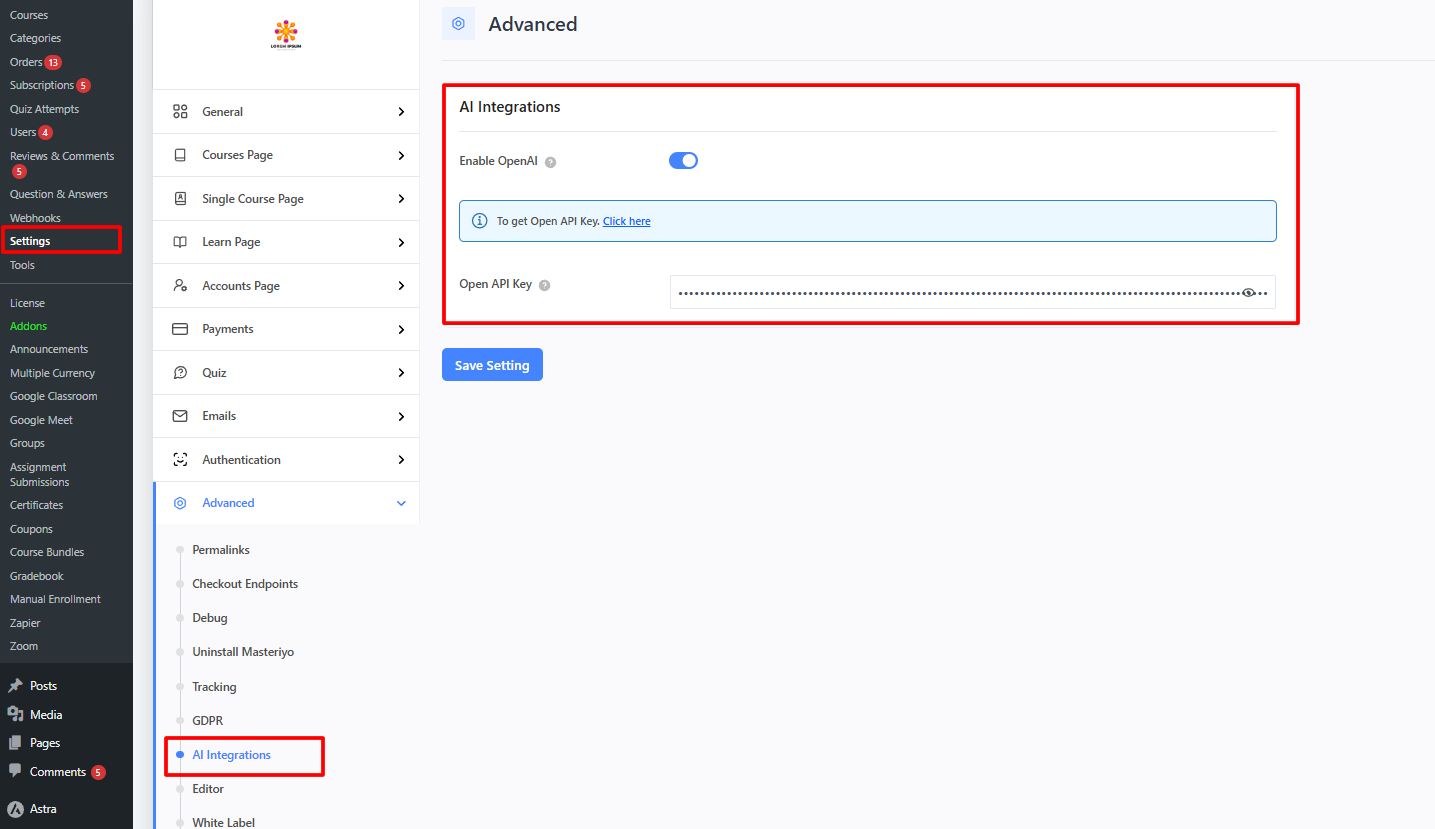 Courses
Categories
Orders 13
Subscriptions 5
Quiz Attempts
Users 4
Reviews & Comments
5
Question & Answers
Webhooks
Settings
Tools
License
Addons
Announcements
Multiple Currency
Google Classroom
Google Meet
Groups
Assignment
Submissions
Certificates
Coupons
Course Bundles
Gradebook
Manual Enrollment
Zapier
Zoom
Posts
Media
Pages
Comments 5
Astra
LOREM IPSUM
General
Courses Page
Single Course Page
Learn Page
Accounts Page
Payments
Quiz
Emails
Authentication
Advanced
Permalinks
Checkout Endpoints
Debug
Uninstall Masteriyo
Tracking
GDPR
AI Integrations
Editor
White Label
Advanced
AI Integrations
Enable OpenAI ?
To get Open API Key. Click here
Open API Key ?
Save Setting